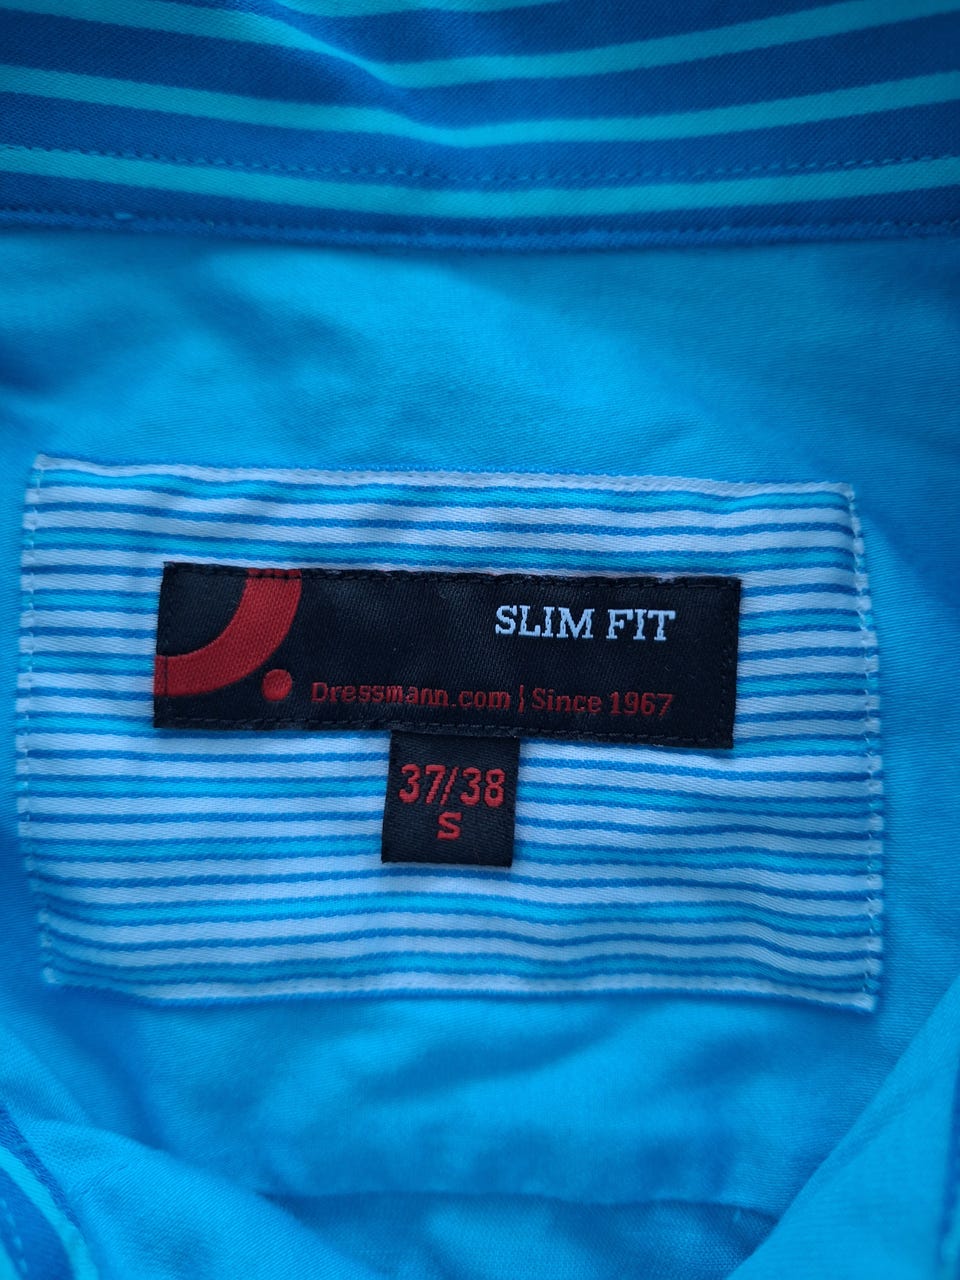 SLIM FIT
Dressmann.com | Since 1967
37/38
S